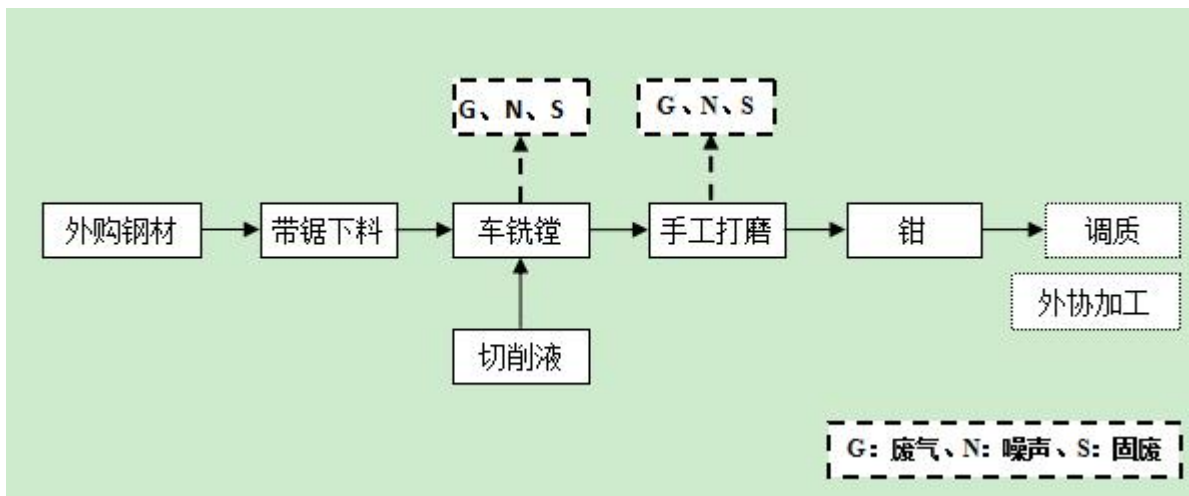 G、N、S
G、N、S
外购钢材
带锯下料
车铣镗
手工打磨
钳
调质
外协加工
切削液
G：废气、N：噪声、S：固废